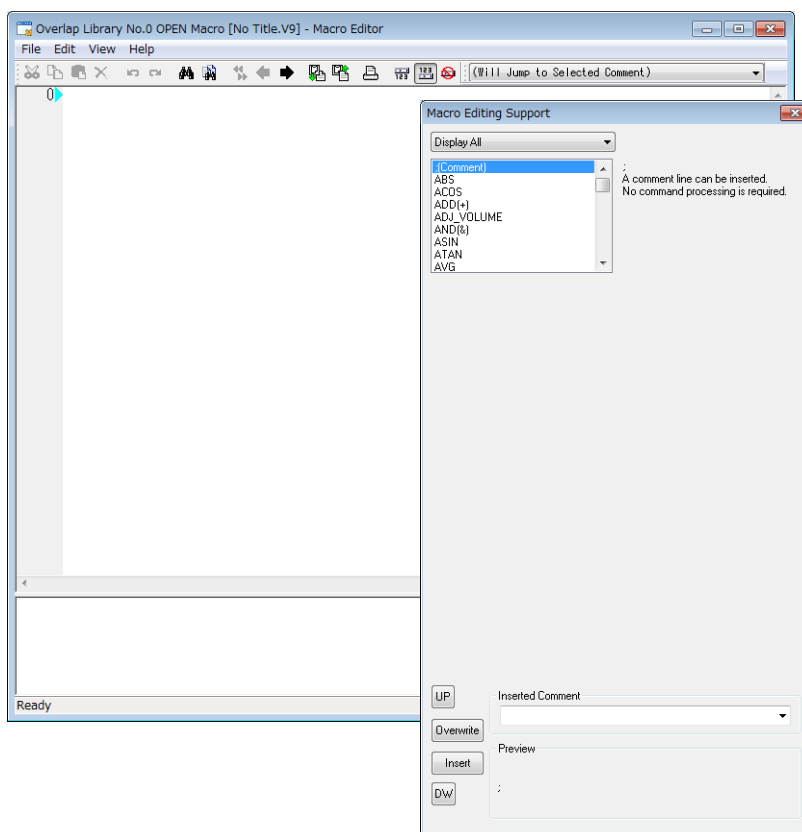 Overlap Library No.0 OPEN Macro [No Title.V9] - Macro Editor
File Edit View Help
123 123 (Will Jump to Selected Comment)
0
Macro Editing Support
Display All
;(Comment)
ABS
ACOS
ADD(+)
ADJ_VOLUME
AND(&)
ASIN
ATAN
AVG
;
A comment line can be inserted.
No command processing is required.
UP
Inserted Comment
Overwrite
Preview
Insert
DW
;
Ready